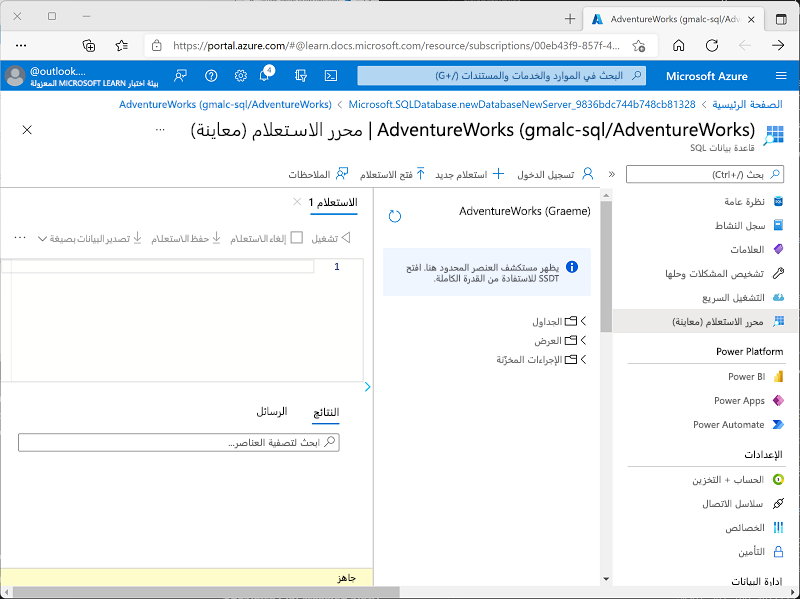 AdventureWorks (gmalc-sql/Adv
https://portal.azure.com/#@learn.docs.microsoft.com/resource/subscriptions/00eb43f9-857f-4...
Microsoft Azure
البحث في الموارد والخدمات والمستندات (G+/)
4
@outlook....
بيئة اختبار MICROSOFT LEARN المعزولة
الصفحة الرئيسية > Microsoft.SQLDatabase.newDatabaseNewServer_9836bdc744b748cb81328 > AdventureWorks (gmalc-sql/AdventureWorks)
AdventureWorks (gmalc-sql/AdventureWorks) | محرر الاستعلام (معاينة) ...
قاعدة بيانات SQL
بحث (Ctrl+/)
نظرة عامة
سجل النشاط
العلامات
تشخيص المشكلات وحلها
التشغيل السريع
محرر الاستعلام (معاينة)
Power Platform
Power BI
Power Apps
Power Automate
الإعدادات
الحساب + التخزين
سلاسل الاتصال
الخصائص
التأمين
إدارة البيانات
تسجيل الدخول
استعلام جديد
فتح الاستعلام
الملاحظات
AdventureWorks (Graeme)
يظهر مستكشف العنصر المحدود هنا. افتح
SSDT للاستفادة من القدرة الكاملة.
الجداول
العرض
الإجراءات المخزّنة
الاستعلام 1
تشغيل
إلغاء الاستعلام
حفظ الاستعلام
تصدير البيانات بصيغة
...
1
النتائج
الرسائل
ابحث لتصفية العناصر...
جاهز